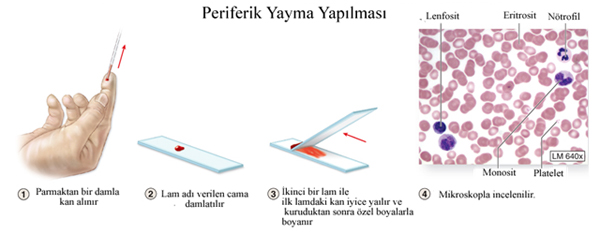 Periferik Yayma Yapılması
1 Parmaktan bir damla
kan alınır
2 Lam adı verilen cama
damlatılır
3 İkinci bir lam ile
ilk lamdaki kan iyice yaılır ve
kuruduktan sonra özel boyalarla
boyanır
. Lenfosit Eritrosit Nötrofil
LM 640x
Monosit Platelet
4 Mikroskopla incelenilir.